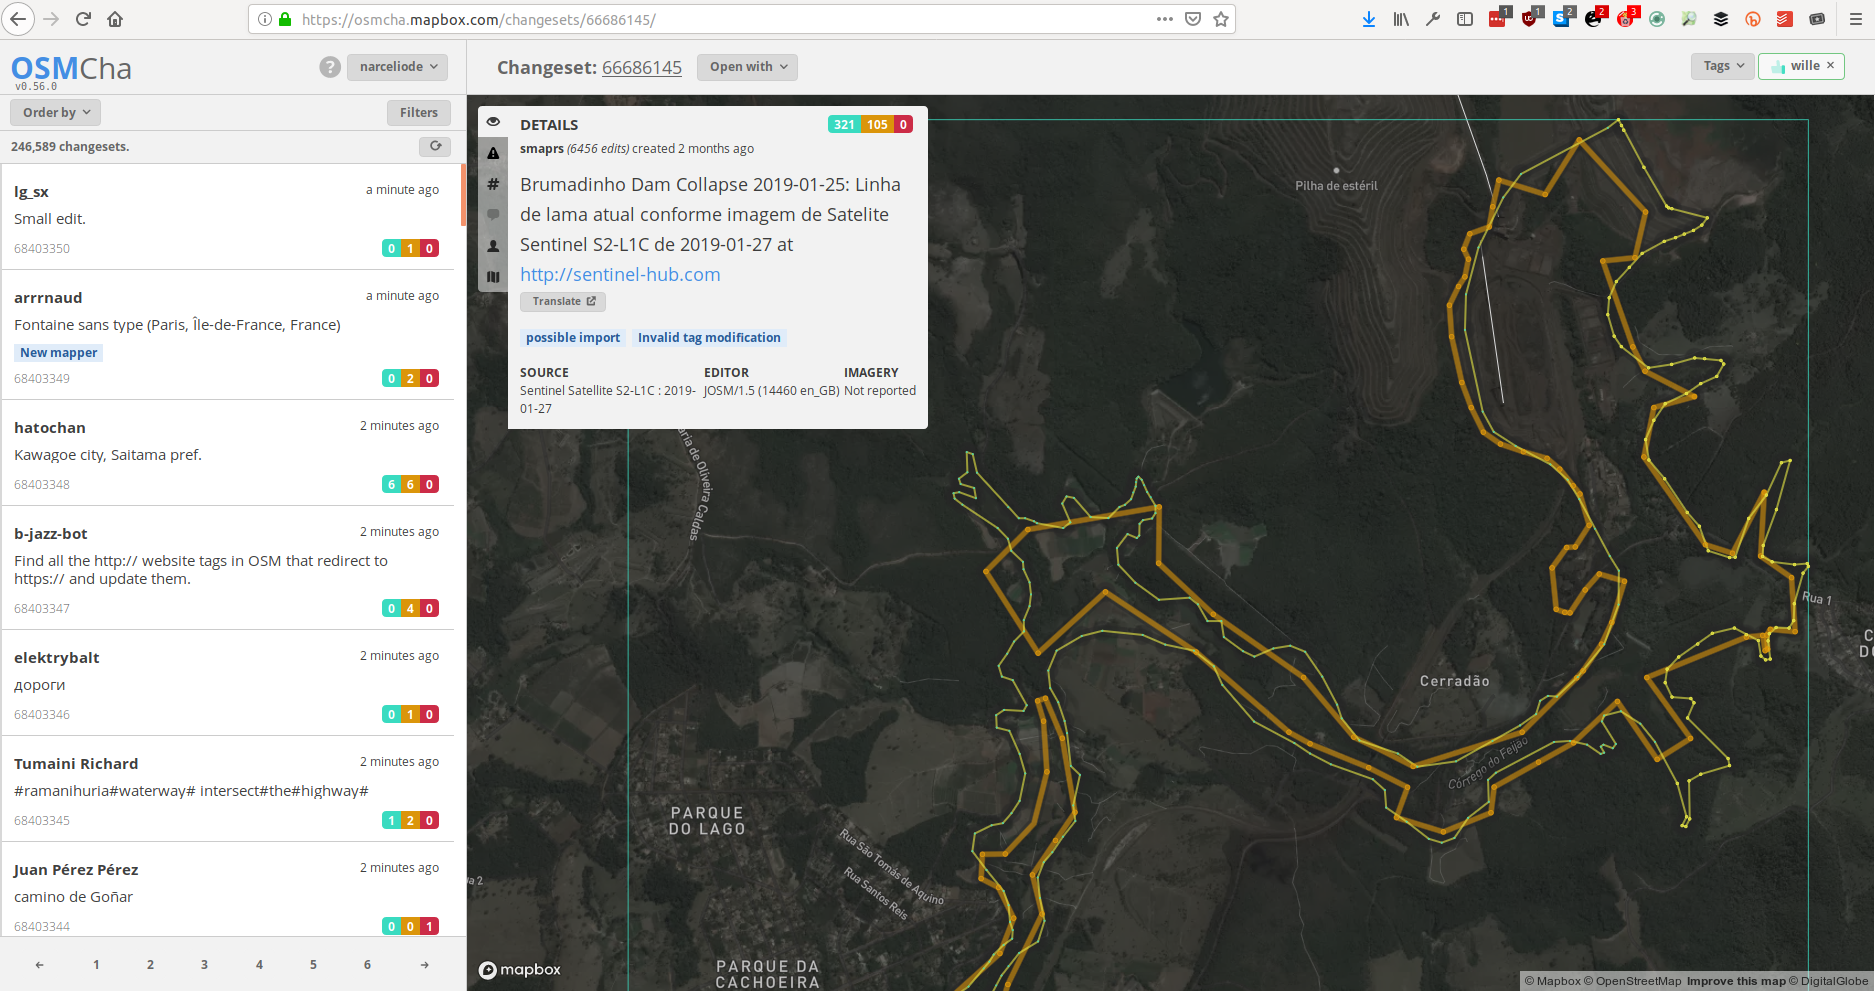 https://osmcha.mapbox.com/changesets/66686145/
1
1
2
2
3
OSMCha
v0.56.0
?
narceliode
Changeset: 66686145
Open with
Tags
wille ×
Order by
Filters
246,589 changesets.
lg_sx
a minute ago
Small edit.
68403350
0 1 0
arrrnaud
a minute ago
Fontaine sans type (Paris, Île-de-France, France)
New mapper
68403349
0 2 0
hatochan
2 minutes ago
Kawagoe city, Saitama pref.
68403348
6 6 0
b-jazz-bot
2 minutes ago
Find all the http:// website tags in OSM that redirect to
https:// and update them.
68403347
0 4 0
elektrybalt
2 minutes ago
дороги
68403346
0 1 0
Tumaini Richard
2 minutes ago
#ramanihuria#waterway# intersect#the#highway#
68403345
1 2 0
Juan Pérez Pérez
2 minutes ago
camino de Goñar
68403344
0 0 1
← 1 2 3 4 5 6 →
DETAILS
321 105 0
smaprs (6456 edits) created 2 months ago
Brumadinho Dam Collapse 2019-01-25: Linha
de lama atual conforme imagem de Satelite
Sentinel S2-L1C de 2019-01-27 at
http://sentinel-hub.com
Translate
possible import
Invalid tag modification
SOURCE
EDITOR
IMAGERY
Sentinel Satellite S2-L1C : 2019-
01-27
JOSM/1.5 (14460 en_GB)
Not reported
Pilha de estéril
aria de Oliveira Caldas
Rua 1
C
DO
Cerradão
Córrego do Feijão
PARQUE
DO LAGO
Rua São Tomás de Aquino
Rua Santos Reis
a 2
PARQUE DA
CACHOEIRA
mapbox
© Mapbox © OpenStreetMap Improve this map © DigitalGlobe